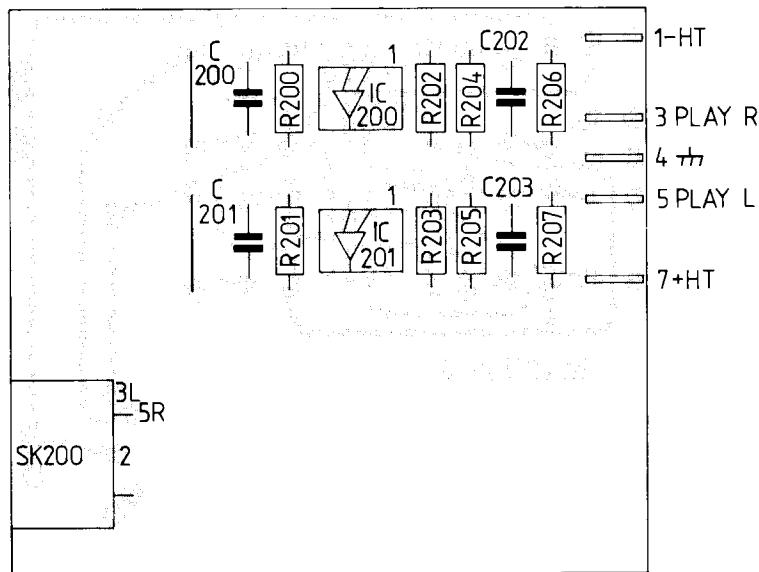 C
200
R200
1
IC
200
R202
R204
C202
R206
1-HT
3 PLAY R
4
5 PLAY L
7+HT
C
201
R201
1
IC
201
R203
R205
C203
R207
3L
5R
SK200
2